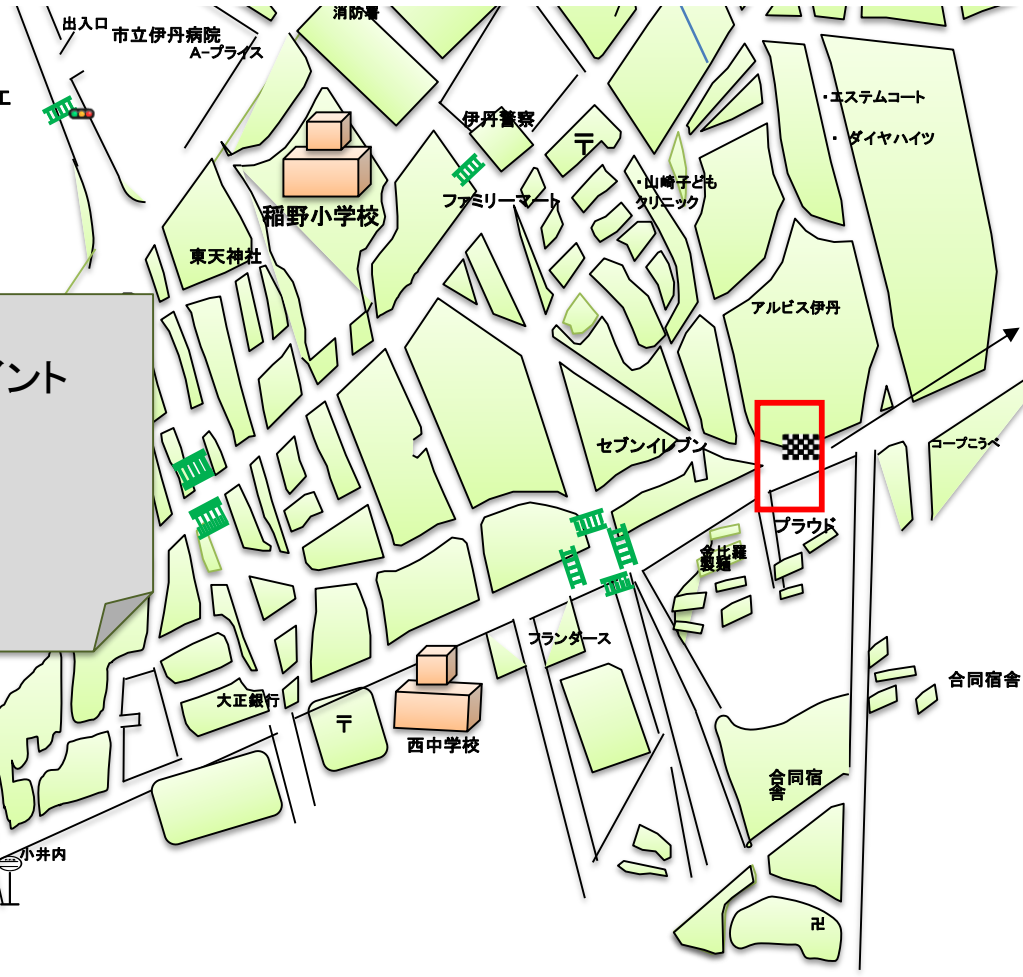 消防署
出入口
市立伊丹病院
A-プライス
エ
・エステムコート
伊丹警察
・ダイヤハイツ
〒
・山崎子ども
クリニック
ファミリーマート
稲野小学校
東天神社
アルビス伊丹
イント
セブンイレブン
コープこうべ
プラウド
金比羅
製麺
フランダース
合同宿舎
大正銀行
〒
西中学校
合同宿
舎
小井内
卍